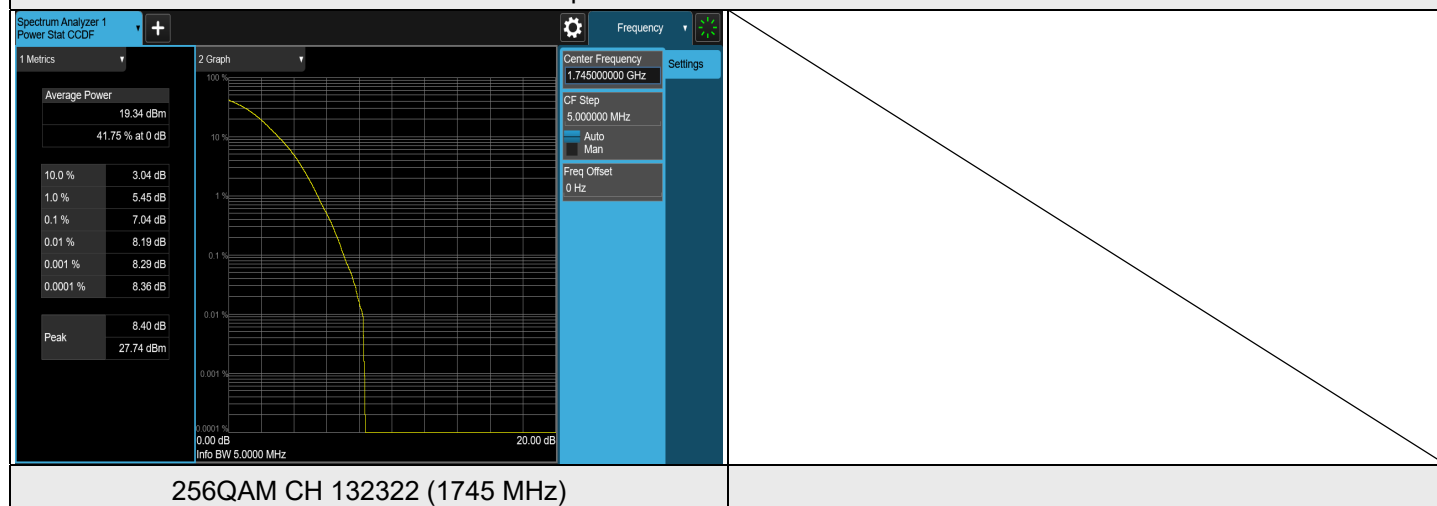 Spectrum Analyzer 1
Power Stat CCDF
+
Frequency
1 Metrics
2 Graph
Center Frequency
1.745000000 GHz
Settings
CF Step
5.000000 MHz
Auto
Man
Freq Offset
0 Hz
Average Power
19.34 dBm
41.75 % at 0 dB
10.0 % 3.04 dB
1.0 % 5.45 dB
0.1 % 7.04 dB
0.01 % 8.19 dB
0.001 % 8.29 dB
0.0001 % 8.36 dB
Peak
8.40 dB
27.74 dBm
100 %
10 %
1 %
0.1 %
0.01 %
0.001 %
0.0001 %
0.00 dB 20.00 dB
Info BW 5.0000 MHz
256QAM CH 132322 (1745 MHz)